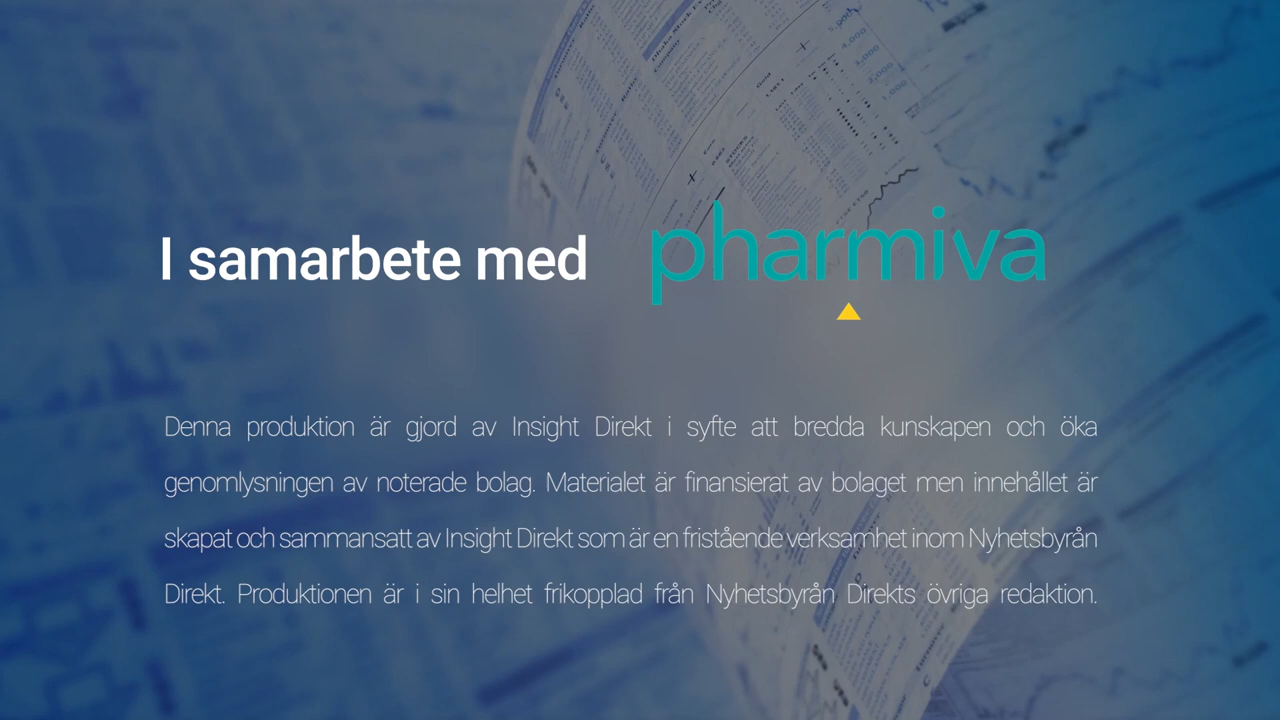 I samarbete med pharmiva
Denna produktion är gjord av Insight Direkt i syfte att bredda kunskapen och öka
genomlysningen av noterade bolag. Materialet är finansierat av bolaget men innehållet är
skapat och sammansatt av Insight Direkt som är en fristående verksamhet inom Nyhetsbyrån
Direkt. Produktionen är i sin helhet frikopplad från Nyhetsbyrån Direkts övriga redaktion.